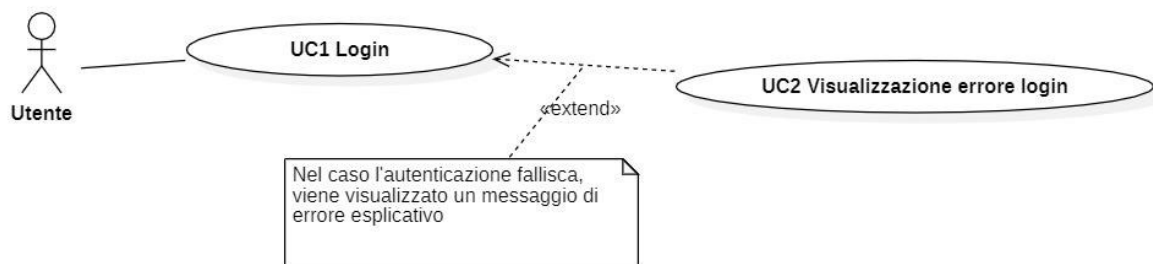 UC1 Login
UC2 Visualizzazione errore login
Utente
«extend»
Nel caso l'autenticazione fallisca,
viene visualizzato un messaggio di
errore esplicativo